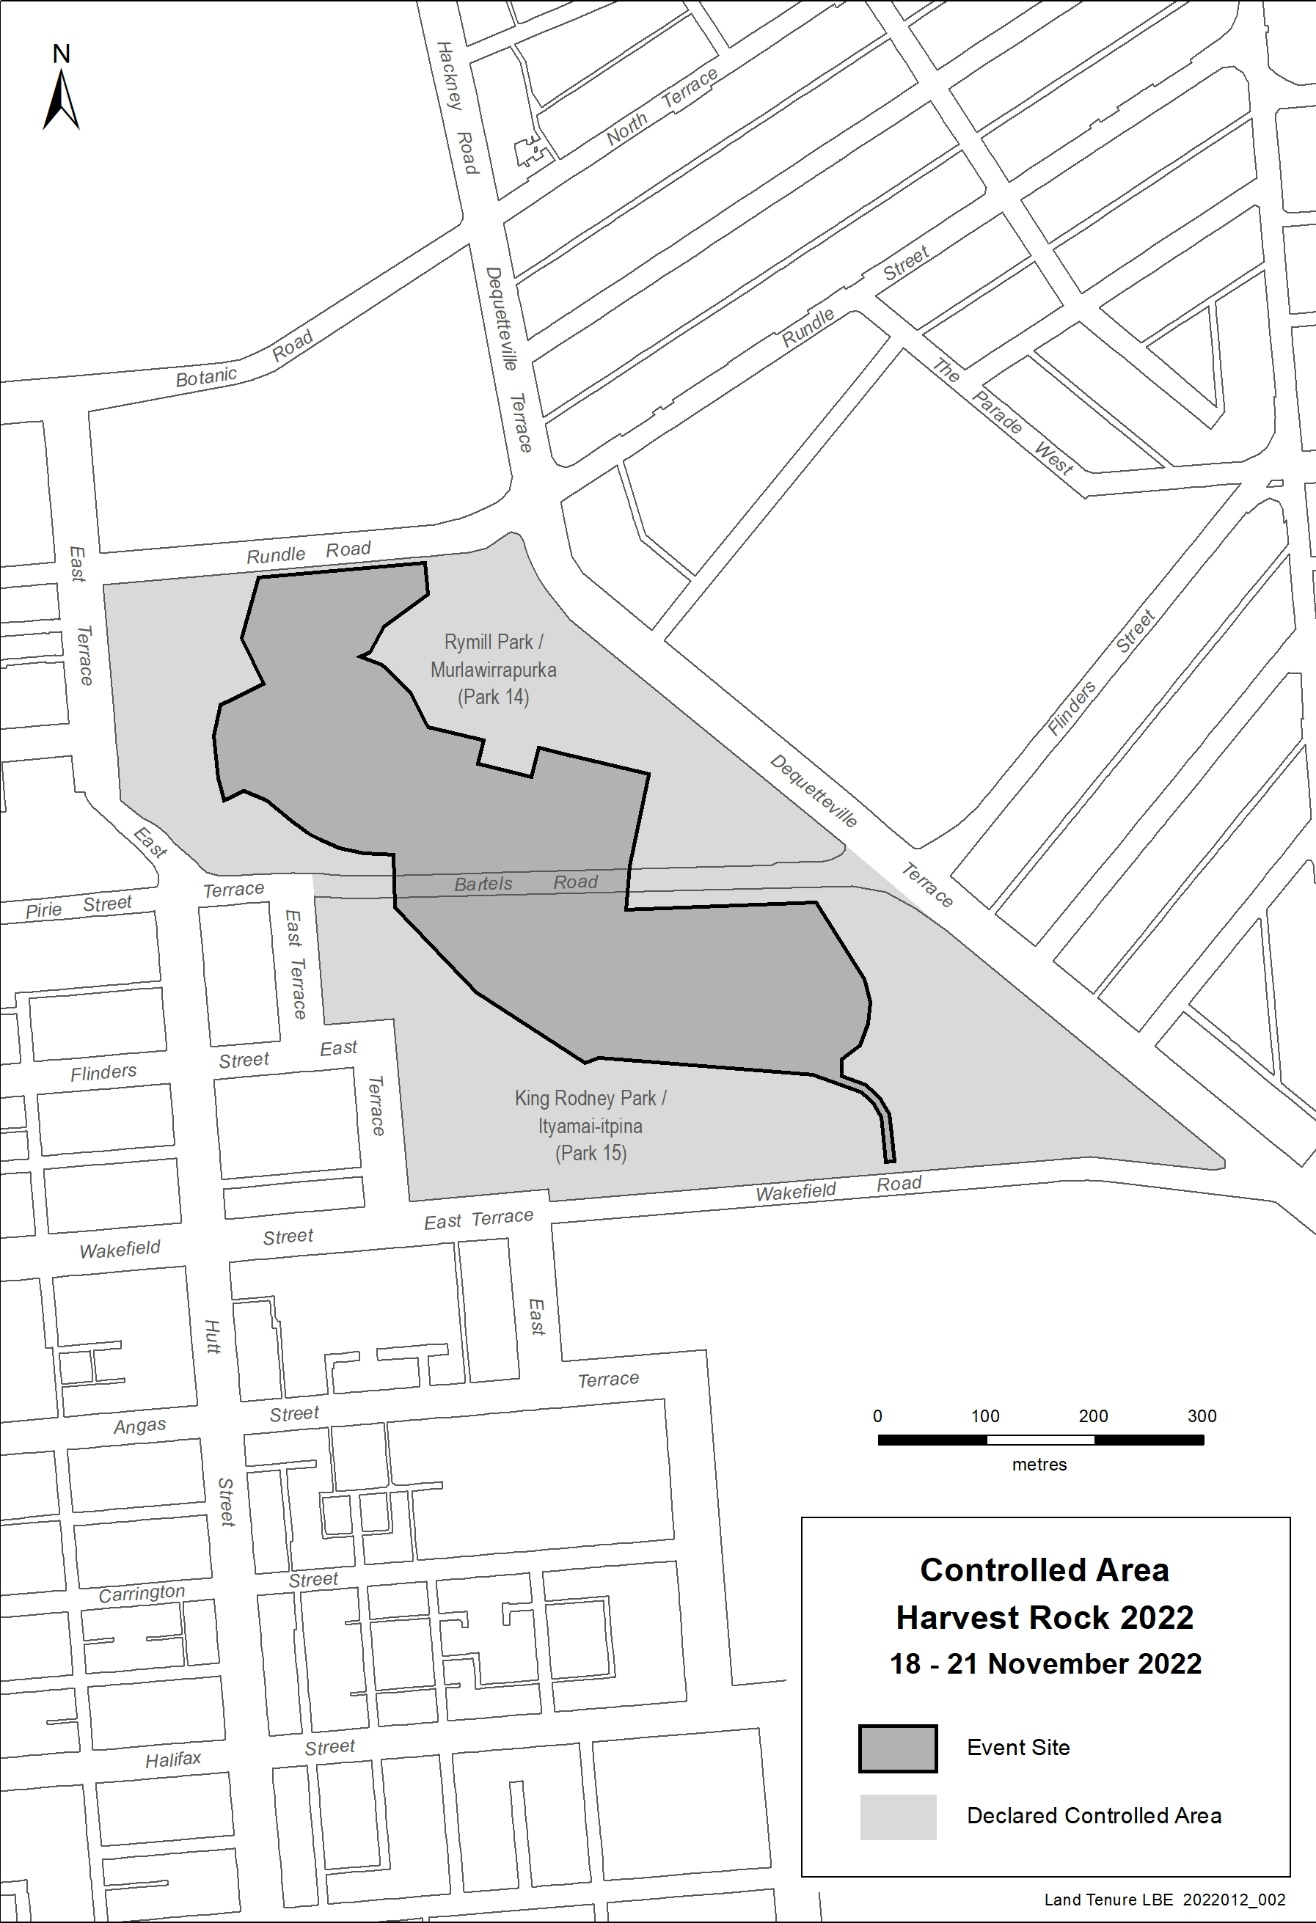 N
Hackney Road
North Terrace
Dequetteville Terrace
Rundle Street
Botanic Road
The Parade West
Rundle Road
East Terrace
Rymill Park /
Murlawirrapurka
(Park 14)
Flinders Street
Dequetteville Terrace
East Terrace
Bartels Road
Pirie Street
East Terrace
Flinders Street
East Terrace
King Rodney Park /
Ityamai-itpina
(Park 15)
Wakefield Road
East Terrace
Wakefield Street
Hutt Street
East Terrace
Angas Street
Carrington Street
Halifax Street
0 100 200 300
metres
Controlled Area
Harvest Rock 2022
18 - 21 November 2022
Event Site
Declared Controlled Area
Land Tenure LBE 2022012_002